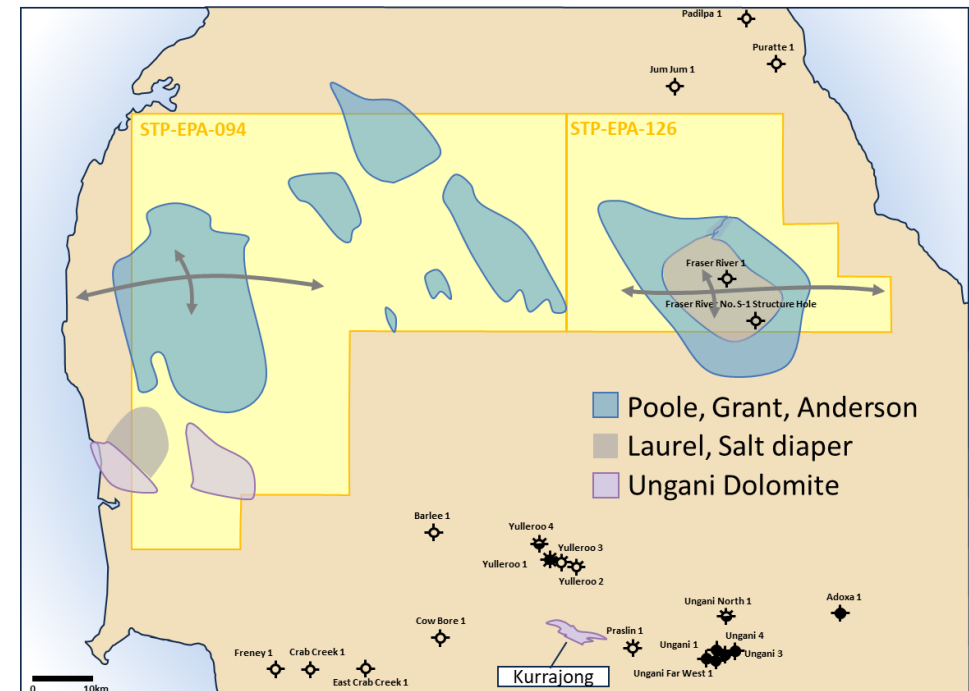 Padilpa 1
Puratte 1
Jum Jum 1
STP-EPA-094
STP-EPA-126
Fraser River 1
Fraser River No. S-1 Structure Hole
Poole, Grant, Anderson
Laurel, Salt diaper
Ungani Dolomite
Barlee 1
Yulleroo 4
Yulleroo 3
Yulleroo 1
Yulleroo 2
Ungani North 1
Adoxa 1
Cow Bore 1
Praslin 1
Ungani 1
Ungani 4
Ungani 3
Freney 1
Crab Creek 1
East Crab Creek 1
Kurrajong
Ungani Far West 1
0
10km